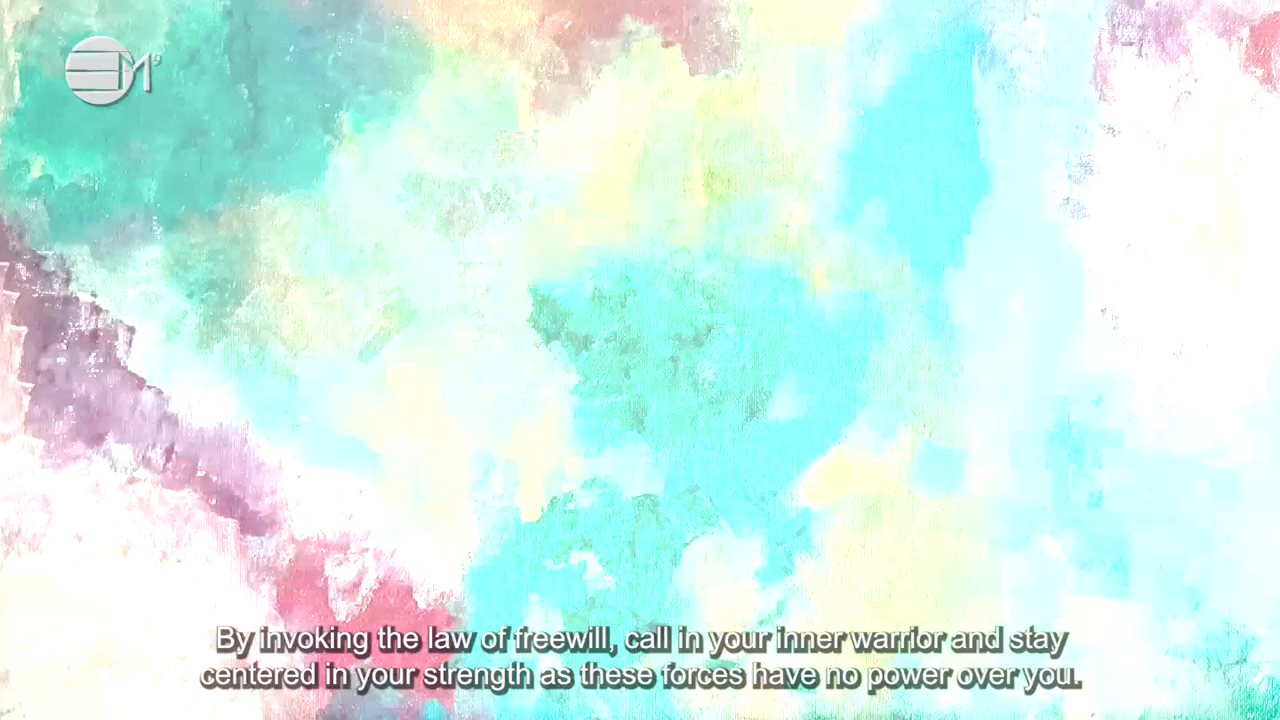 EM9
By invoking the law of freewill, call in your inner warrior and stay
centered in your strength as these forces have no power over you.